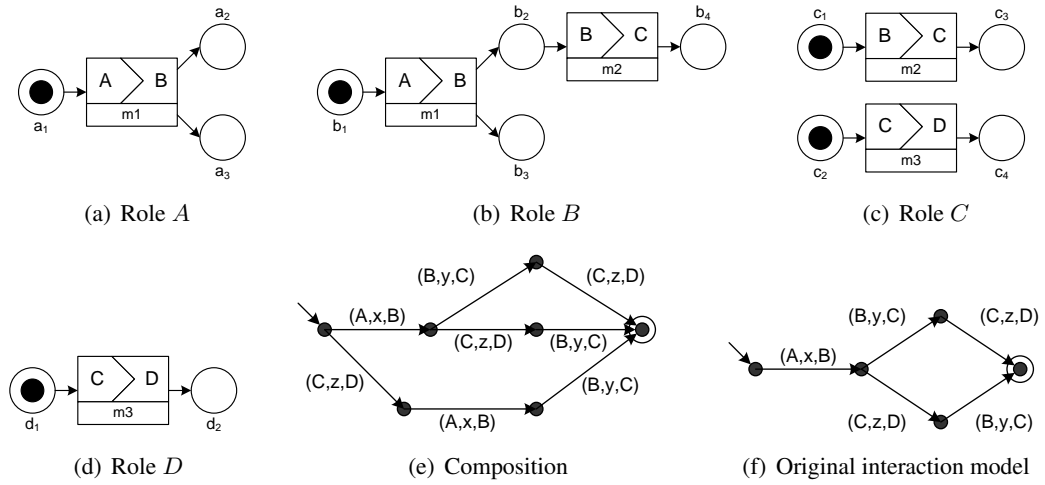 a2
A B
m1
a1
a3
(a) Role A
b2
b4
B C
m2
A B
m1
b1
b3
(b) Role B
c1
c3
B C
m2
C D
m3
c2
c4
(c) Role C
C D
m3
d1
d2
(d) Role D
(B,y,C)
(C,z,D)
(A,x,B)
(C,z,D)
(B,y,C)
(C,z,D)
(B,y,C)
(A,x,B)
(e) Composition
(B,y,C)
(C,z,D)
(A,x,B)
(C,z,D)
(B,y,C)
(f) Original interaction model